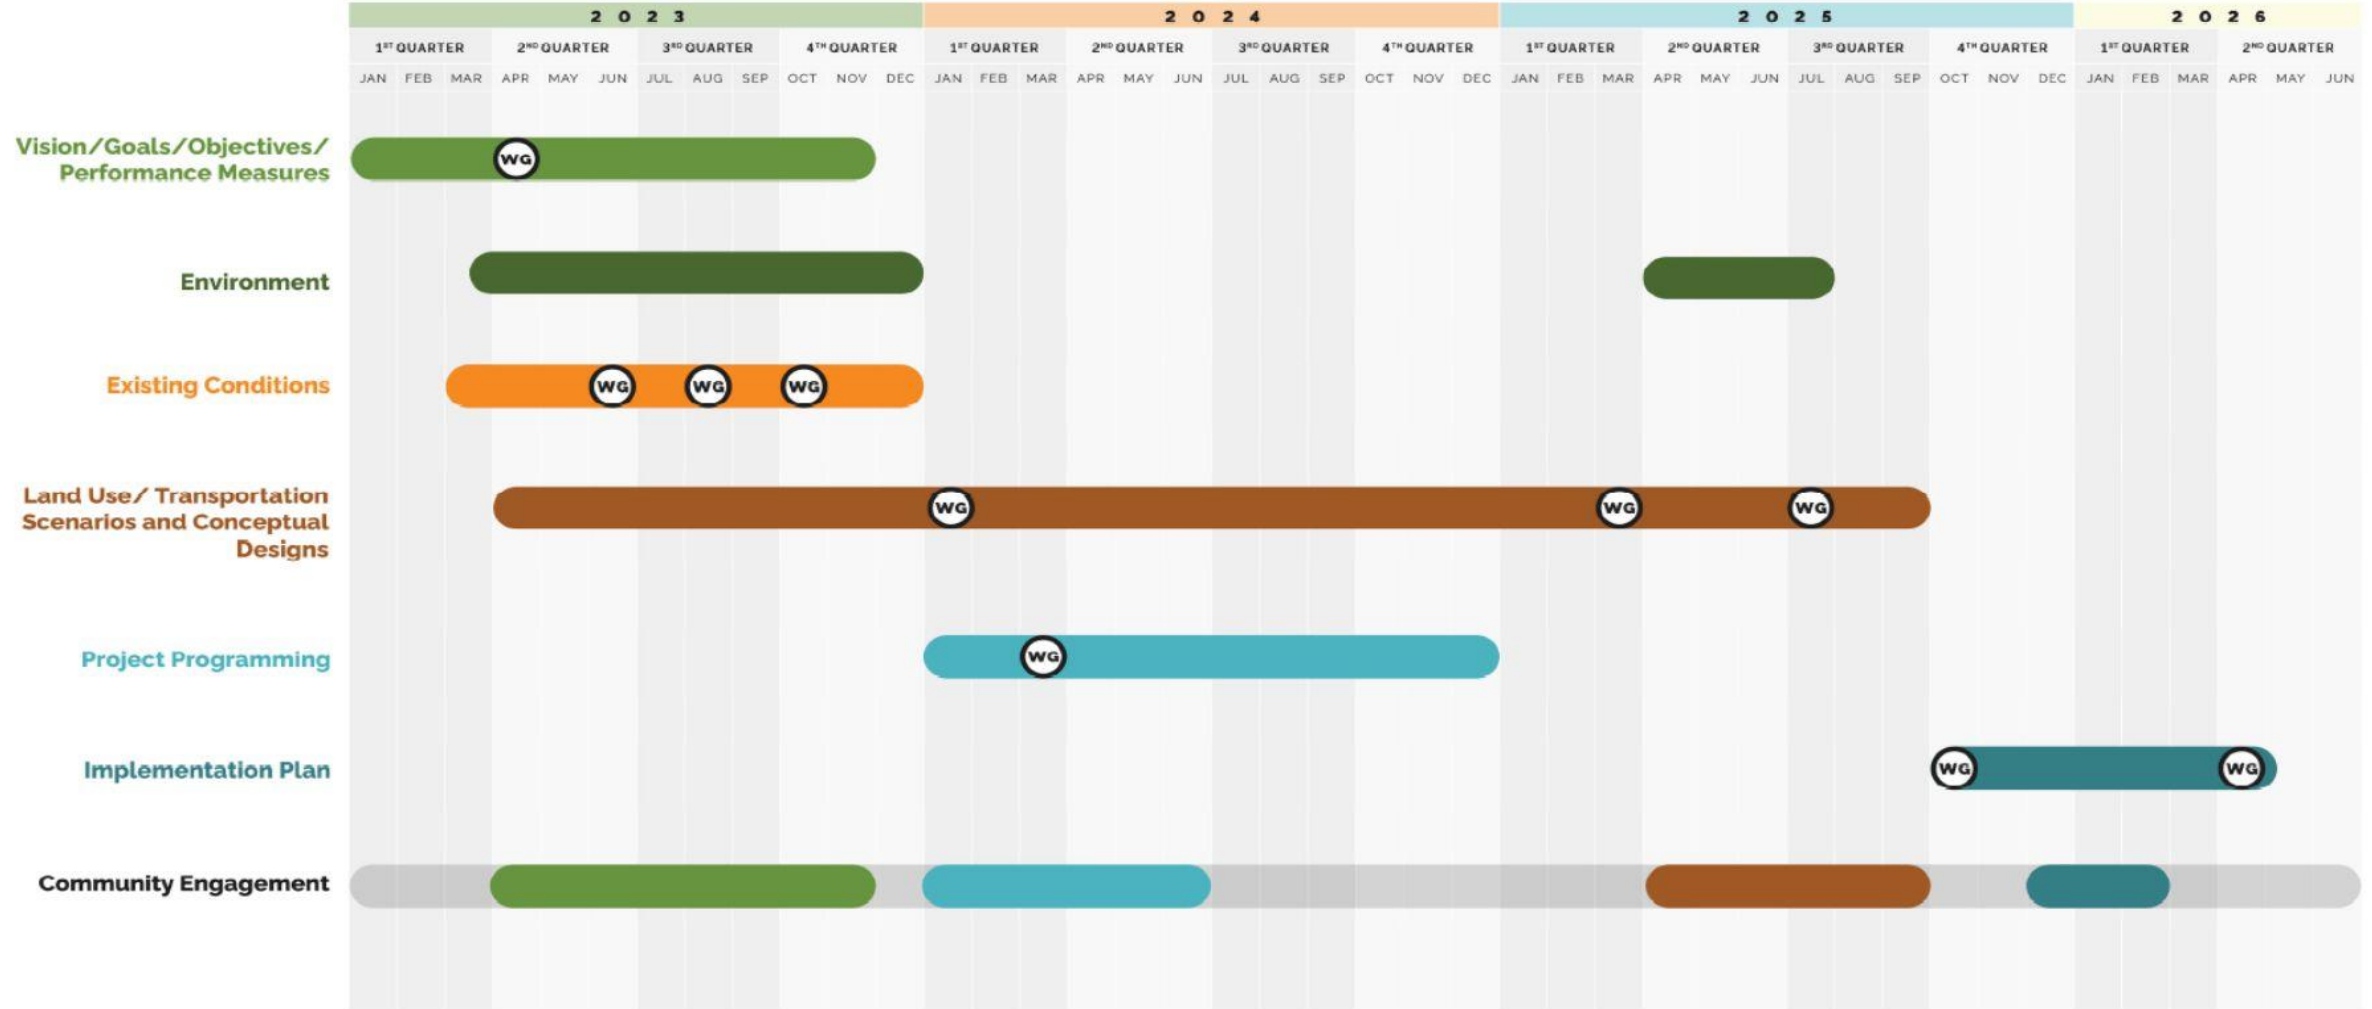 2023 2024 2025 2026
1ST QUARTER 2ND QUARTER 3RD QUARTER 4TH QUARTER 1ST QUARTER 2ND QUARTER 3RD QUARTER 4TH QUARTER 1ST QUARTER 2ND QUARTER 3RD QUARTER 4TH QUARTER 1ST QUARTER 2ND QUARTER
JAN FEB MAR APR MAY JUN JUL AUG SEP OCT NOV DEC JAN FEB MAR APR MAY JUN JUL AUG SEP OCT NOV DEC JAN FEB MAR APR MAY JUN JUL AUG SEP OCT NOV DEC JAN FEB MAR APR MAY JUN
Vision/Goals/Objectives/
Performance Measures
WG
Environment
Existing Conditions
WG WG WG
Land Use/ Transportation
Scenarios and Conceptual
Designs
WG WG WG
Project Programming
WG
Implementation Plan
WG WG
Community Engagement